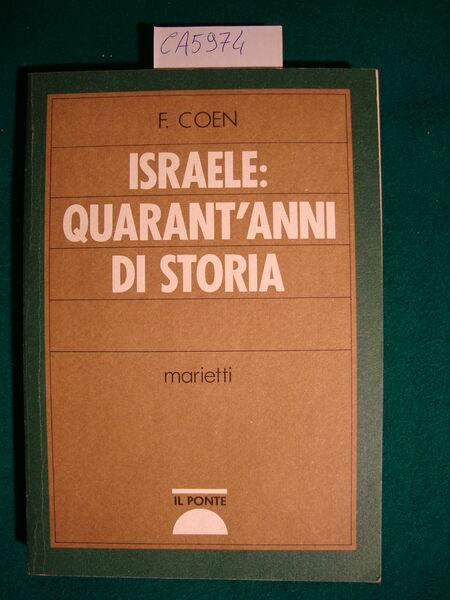 CA5974
F. COEN
ISRAELE:
QUARANT'ANNI
DI STORIA
marietti
IL PONTE